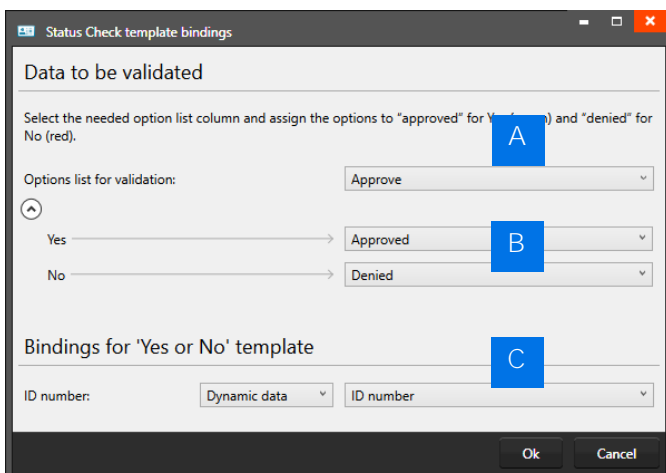 Status Check template bindings
Data to be validated
Select the needed option list column and assign the options to "approved" for and "denied" for
No (red).
A
Options list for validation: Approve
Yes Approved
B
No Denied
Bindings for 'Yes or No' template
C
ID number: Dynamic data ID number
Ok Cancel